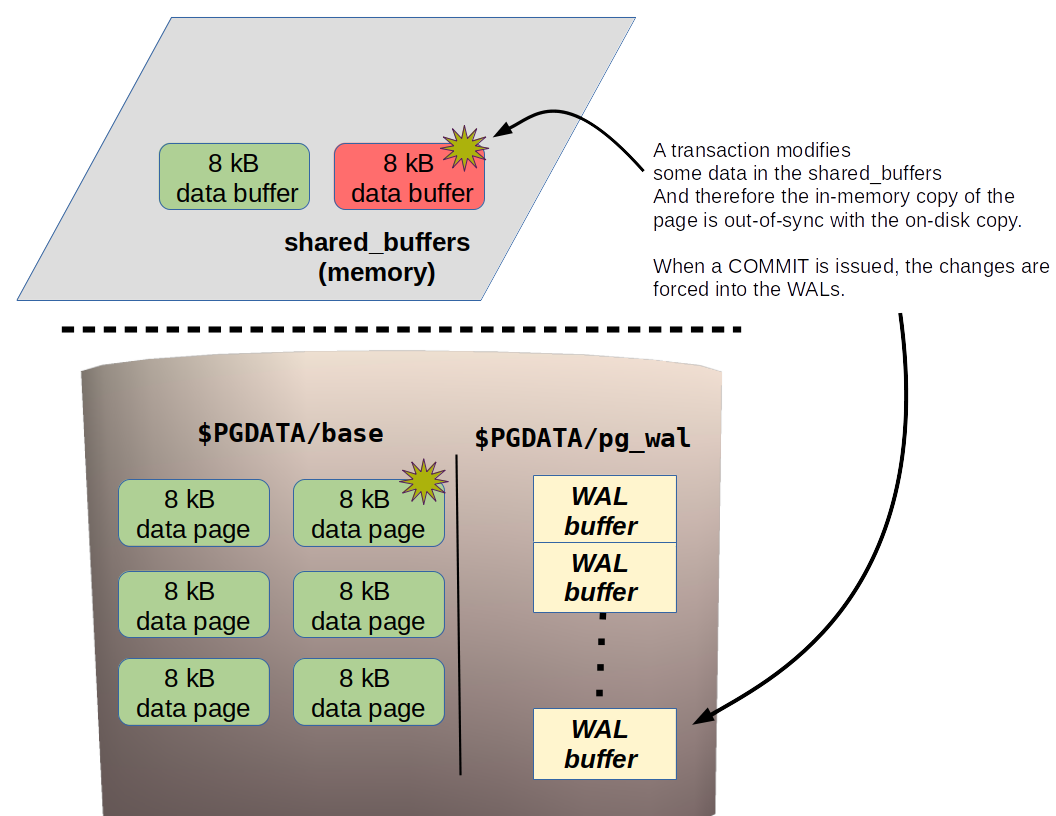 8 kB
data buffer
8 kB
data buffer
shared_buffers
(memory)
A transaction modifies
some data in the shared_buffers
And therefore the in-memory copy of the
page is out-of-sync with the on-disk copy.
When a COMMIT is issued, the changes are
forced into the WALs.
$PGDATA/base
$PGDATA/pg_wal
8 kB
data page
8 kB
data page
8 kB
data page
8 kB
data page
8 kB
data page
8 kB
data page
WAL
buffer
WAL
buffer
WAL
buffer